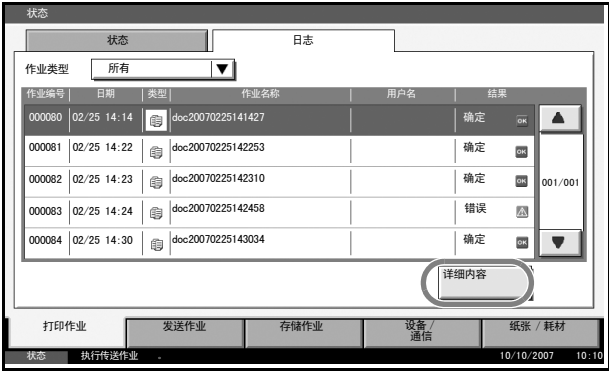 状态
状态 日志
作业类型 所有
作业编号 日期 类型 作业名称 用户名 结果
000080 02/25 14:14 doc20070225141427 确定 OK
000081 02/25 14:22 doc20070225142253 确定 OK
000082 02/25 14:23 doc20070225142310 确定 OK 001/001
000083 02/25 14:24 doc20070225142458 错误
000084 02/25 14:30 doc20070225143034 确定 OK
详细内容
打印作业 发送作业 存储作业 设备/ 纸张 / 耗材
通信
状态 执行传送作业 . 10/10/2007 10:10